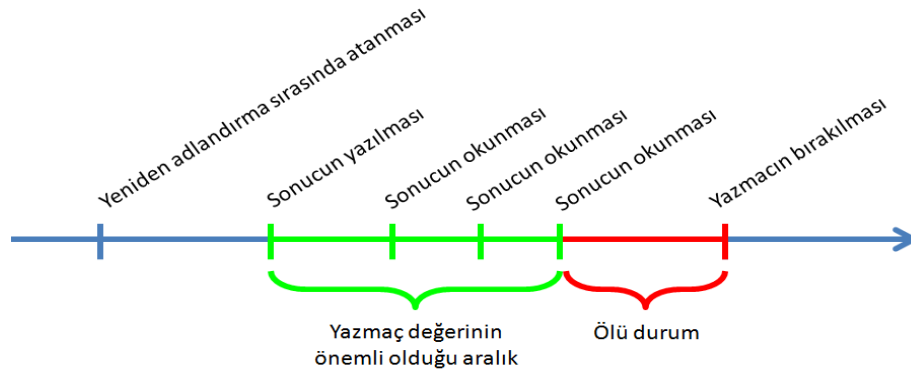 Yeniden adlandırma sırasında atanması
Sonucun yazılması
Sonucun okunması
Sonucun okunması
Sonucun okunması
Yazmacın bırakılması
Yazmaç değerinin
önemli olduğu aralık
Ölü durum